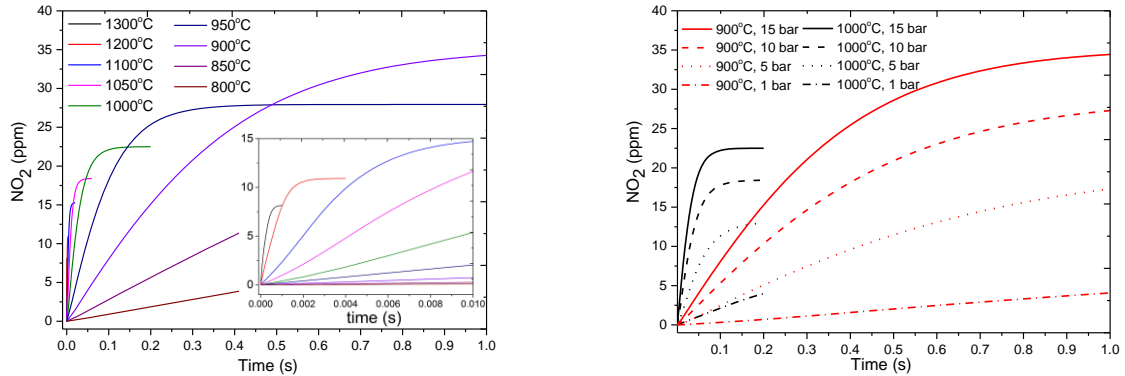 40
35
30
25
20
15
10
5
0
NO2 (ppm)
1300°C
1200°C
1100°C
1050°C
1000°C
950°C
900°C
850°C
800°C
15
10
5
0
0.000 0.002 0.004 0.006 0.008 0.010
time (s)
0.0 0.1 0.2 0.3 0.4 0.5 0.6 0.7 0.8 0.9 1.0
Time (s)
40
35
30
25
20
15
10
5
0
NO2 (ppm)
900°C, 15 bar
900°C, 10 bar
900°C, 5 bar
900°C, 1 bar
1000°C, 15 bar
1000°C, 10 bar
1000°C, 5 bar
1000°C, 1 bar
0.1 0.2 0.3 0.4 0.5 0.6 0.7 0.8 0.9 1.0
Time (s)